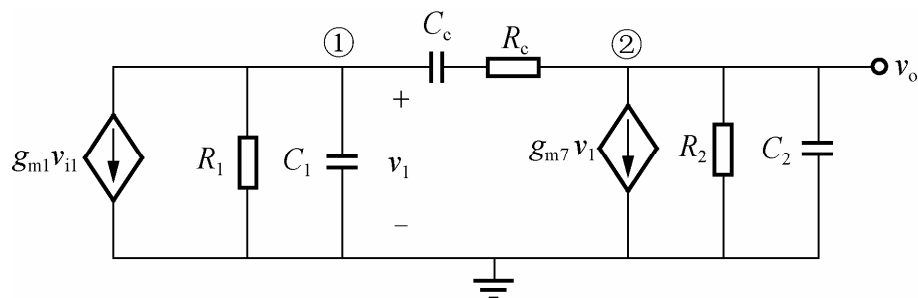 ①
C_c
R_c
②
v_o
+
g_m1 v_i1
R_1
C_1
v_1
g_m7 v_1
R_2
C_2
−